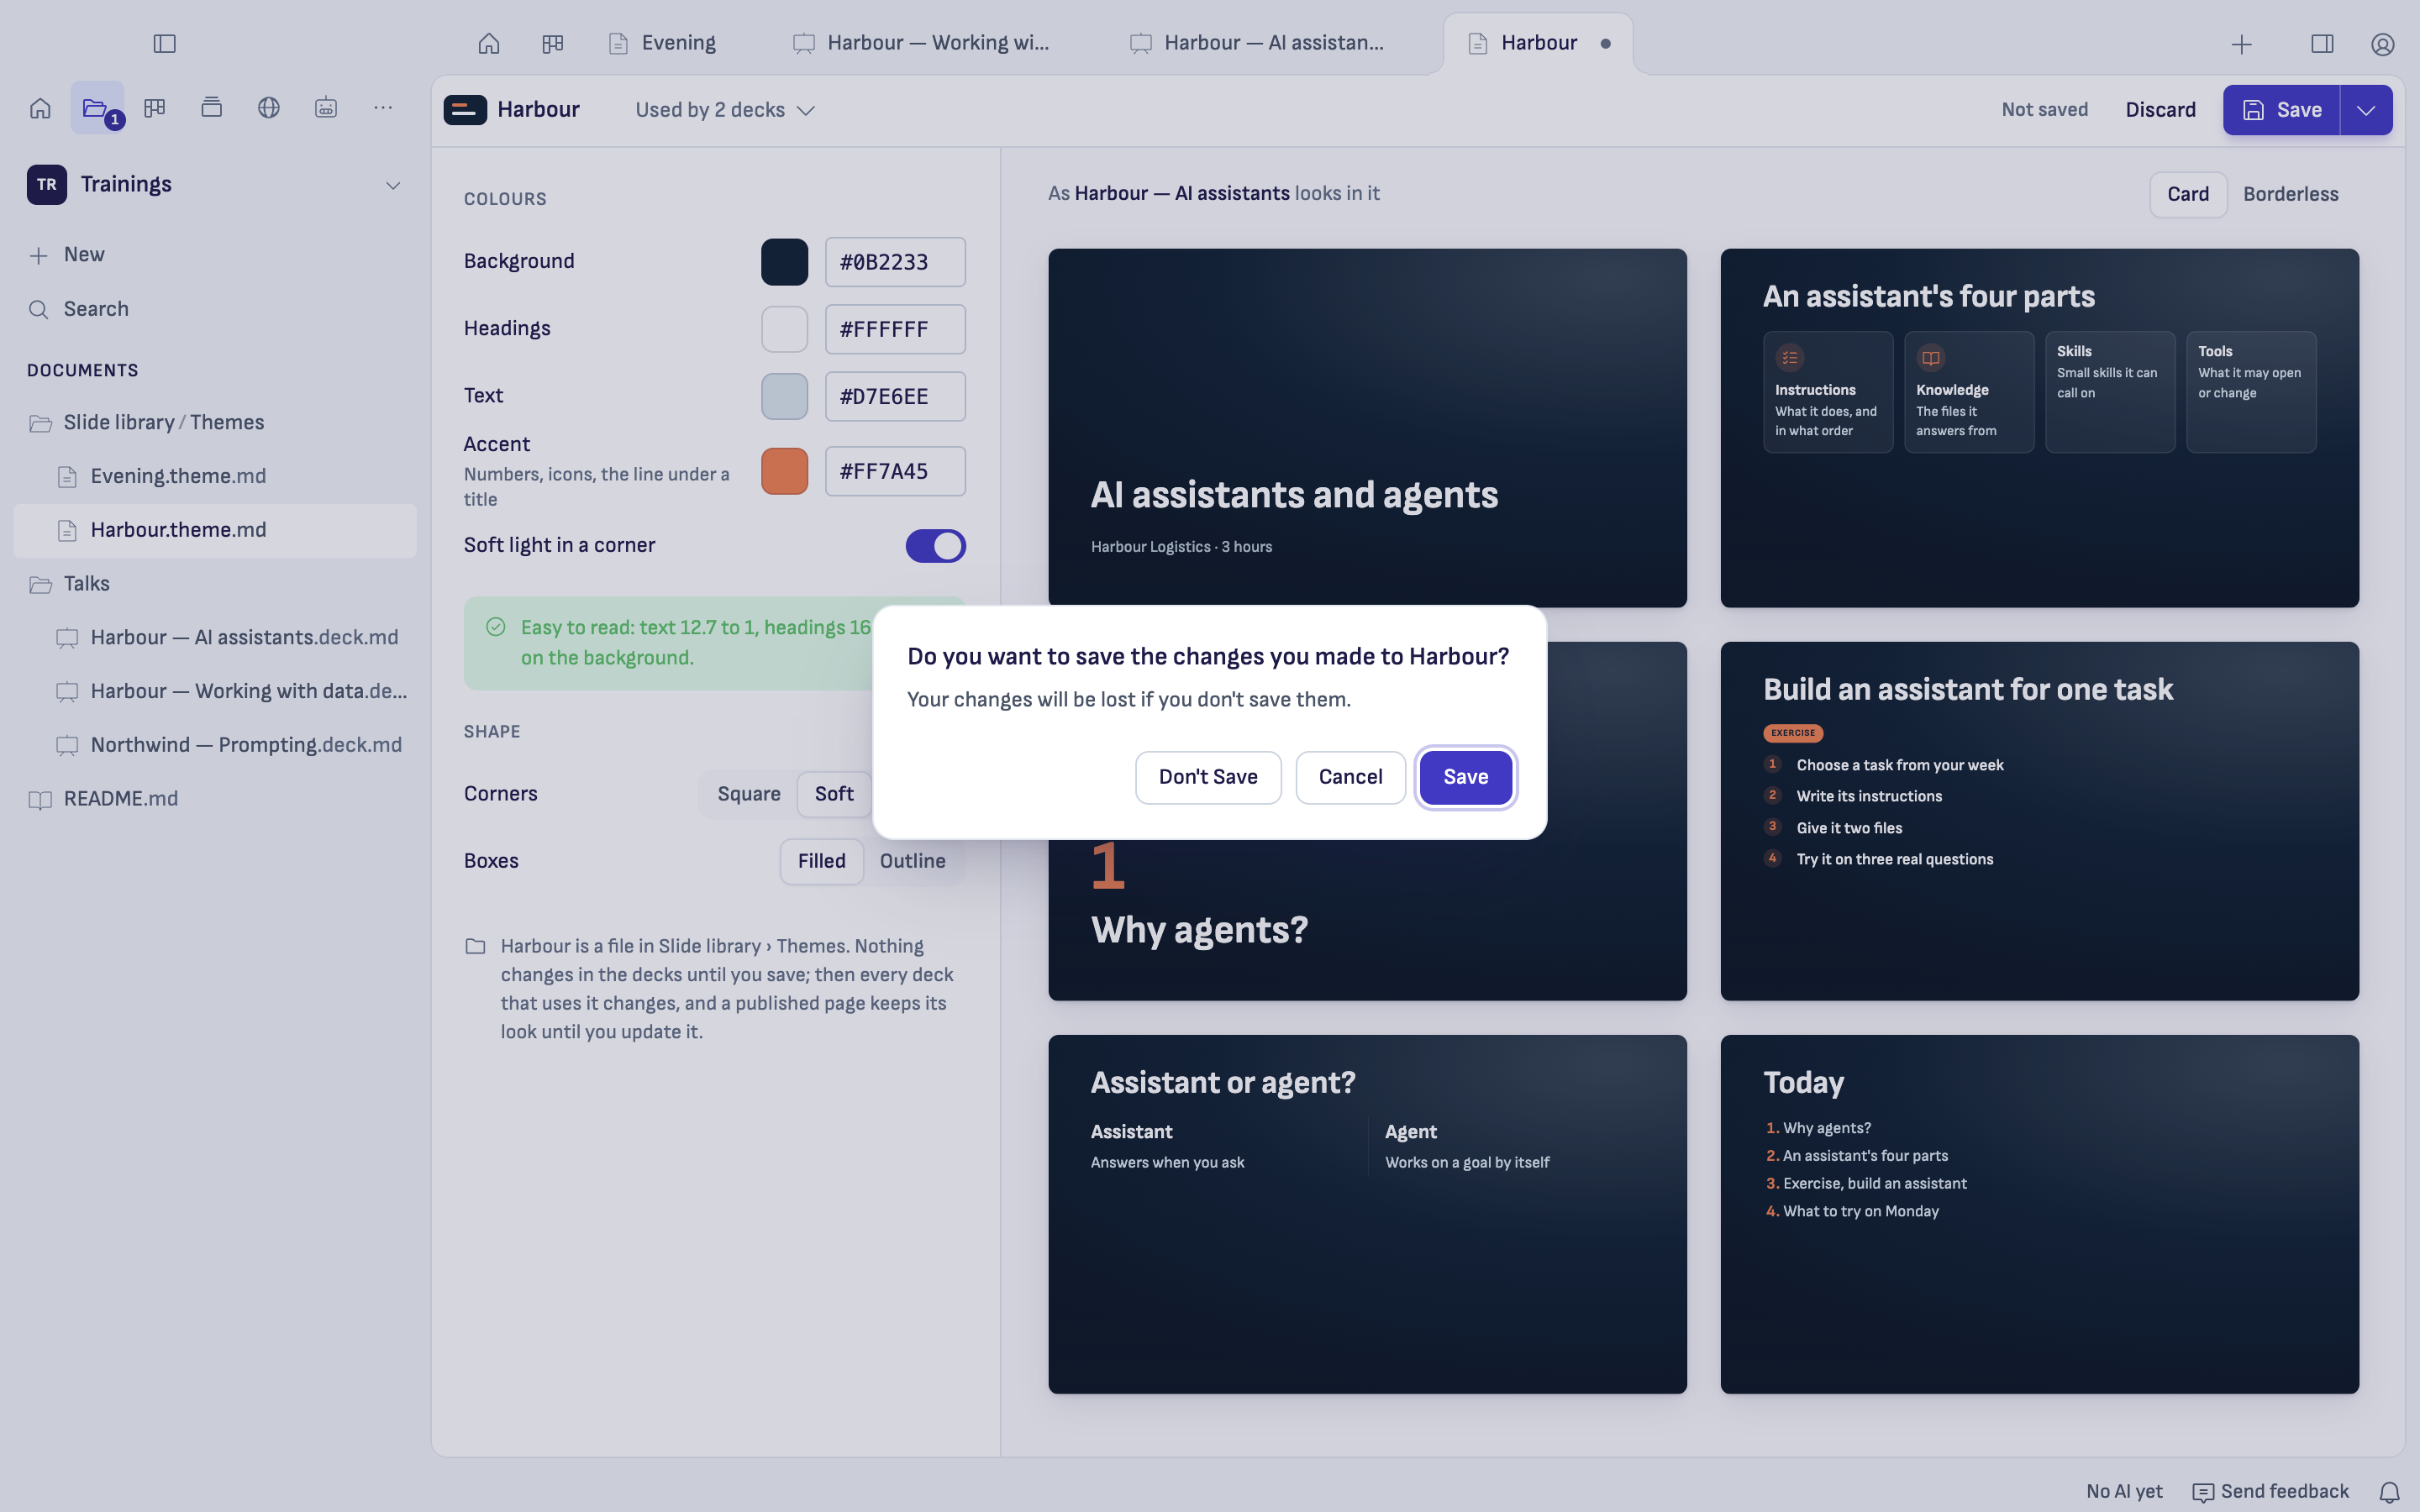 Evening
Harbour — Working wi...
Harbour — AI assistan...
Harbour
1
TR
Trainings
New
Search
DOCUMENTS
Slide library / Themes
Evening.theme.md
Harbour.theme.md
Talks
Harbour — AI assistants.deck.md
Harbour — Working with data.de...
Northwind — Prompting.deck.md
README.md
Harbour
Used by 2 decks
Not saved
Discard
Save
COLOURS
Background
#0B2233
Headings
#FFFFFF
Text
#D7E6EE
Accent
Numbers, icons, the line under a
title
#FF7A45
Soft light in a corner
Easy to read: text 12.7 to 1, headings 16
on the background.
SHAPE
Corners
Square
Soft
Boxes
Filled
Outline
Harbour is a file in Slide library › Themes. Nothing
changes in the decks until you save; then every deck
that uses it changes, and a published page keeps its
look until you update it.
As Harbour — AI assistants looks in it
Card
Borderless
AI assistants and agents
Harbour Logistics · 3 hours
An assistant's four parts
Instructions
What it does, and
in what order
Knowledge
The files it
answers from
Skills
Small skills it can
call on
Tools
What it may open
or change
Do you want to save the changes you made to Harbour?
Your changes will be lost if you don't save them.
Don't Save
Cancel
Save
1
Why agents?
Build an assistant for one task
EXERCISE
1 Choose a task from your week
2 Write its instructions
3 Give it two files
4 Try it on three real questions
Assistant or agent?
Assistant
Answers when you ask
Agent
Works on a goal by itself
Today
1. Why agents?
2. An assistant's four parts
3. Exercise, build an assistant
4. What to try on Monday
No AI yet
Send feedback